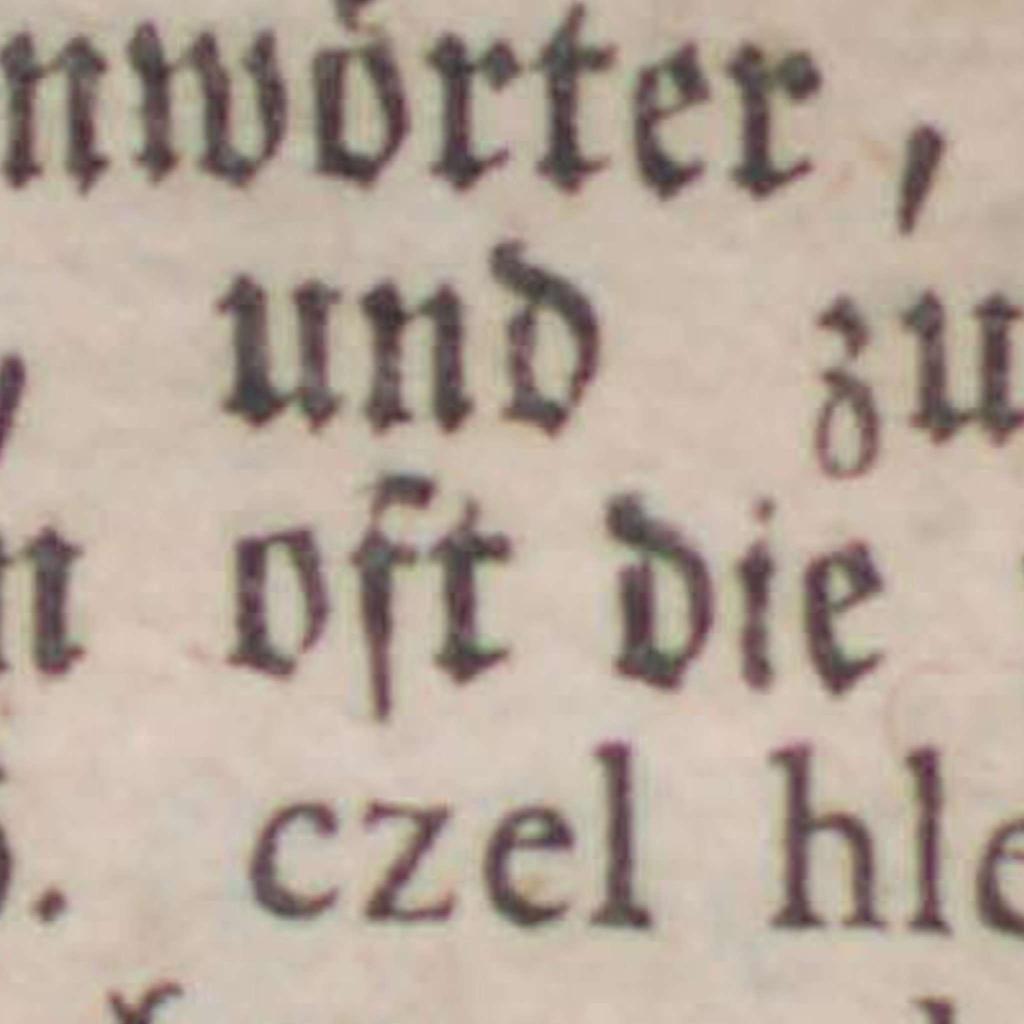 nwörter,
, und zu
n oft die
. czel hle